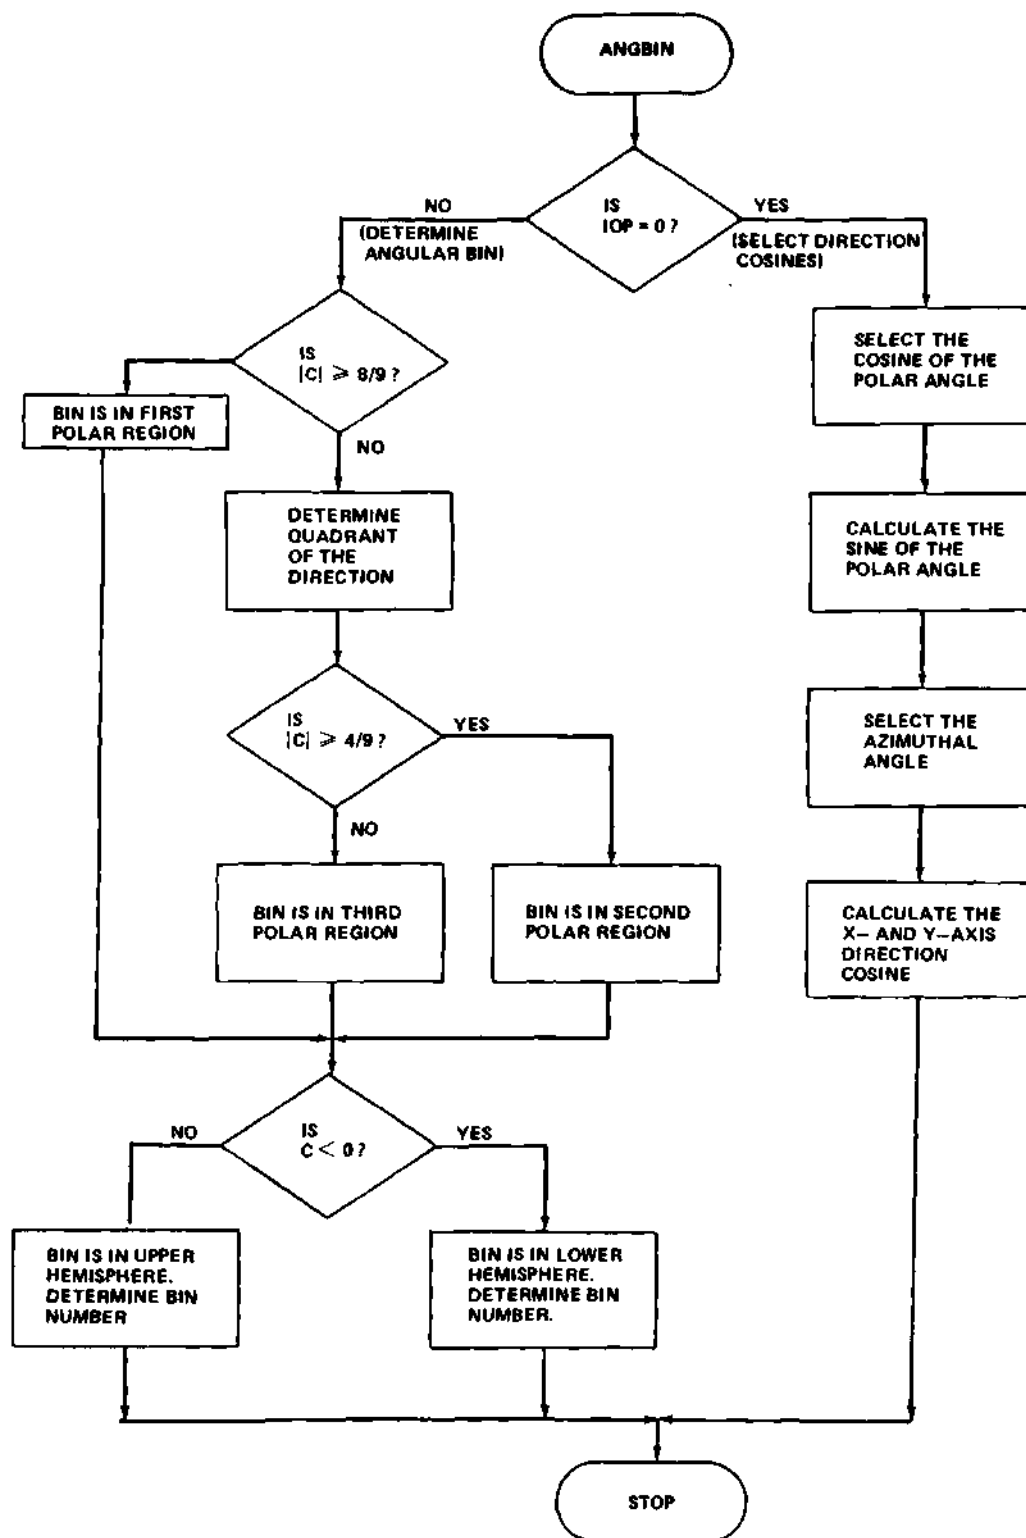 ANGBIN
IS
IOP = 0 ?
NO
(DETERMINE
ANGULAR BIN)
YES
(SELECT DIRECTION
COSINES)
IS
|C| ⩾ 8/9 ?
BIN IS IN FIRST
POLAR REGION
NO
DETERMINE
QUADRANT
OF THE
DIRECTION
IS
|C| ⩾ 4/9 ?
YES
NO
BIN IS IN THIRD
POLAR REGION
BIN IS IN SECOND
POLAR REGION
SELECT THE
COSINE OF THE
POLAR ANGLE
CALCULATE THE
SINE OF THE
POLAR ANGLE
SELECT THE
AZIMUTHAL
ANGLE
CALCULATE THE
X– AND Y–AXIS
DIRECTION
COSINE
IS
C < 0 ?
NO
YES
BIN IS IN UPPER
HEMISPHERE.
DETERMINE BIN
NUMBER
BIN IS IN LOWER
HEMISPHERE.
DETERMINE BIN
NUMBER.
STOP